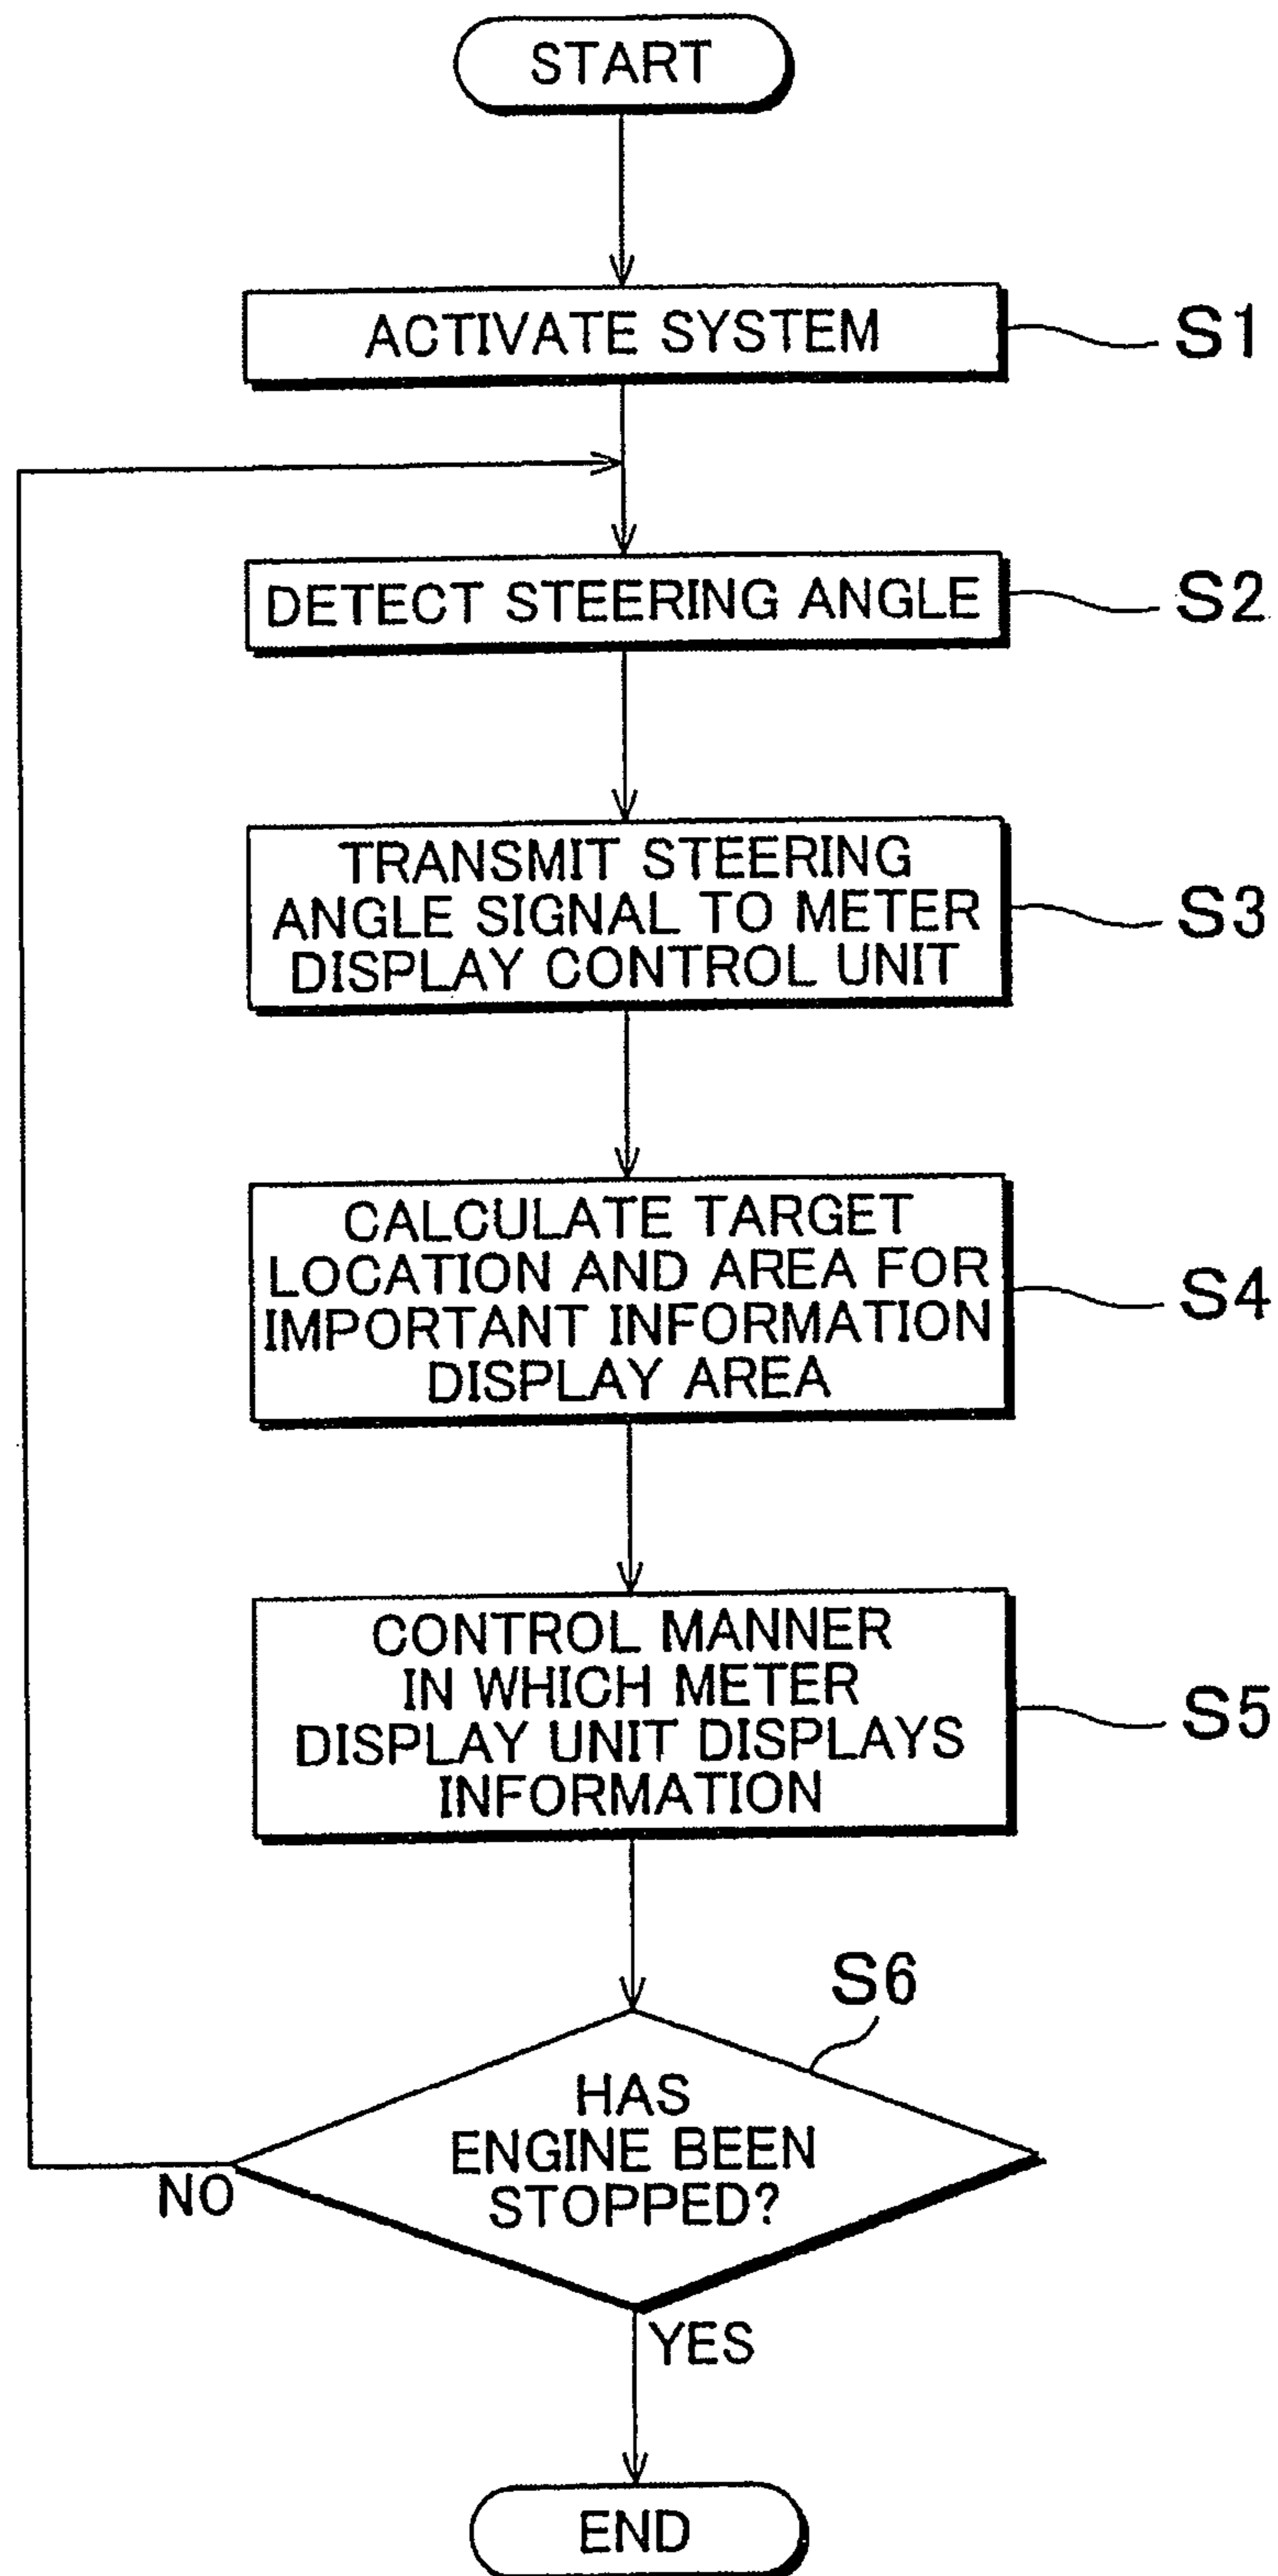 START
ACTIVATE SYSTEM
S1
DETECT STEERING ANGLE
S2
TRANSMIT STEERING
ANGLE SIGNAL TO METER
DISPLAY CONTROL UNIT
S3
CALCULATE TARGET
LOCATION AND AREA FOR
IMPORTANT INFORMATION
DISPLAY AREA
S4
CONTROL MANNER
IN WHICH METER
DISPLAY UNIT DISPLAYS
INFORMATION
S5
S6
HAS
ENGINE BEEN
STOPPED?
NO
YES
END